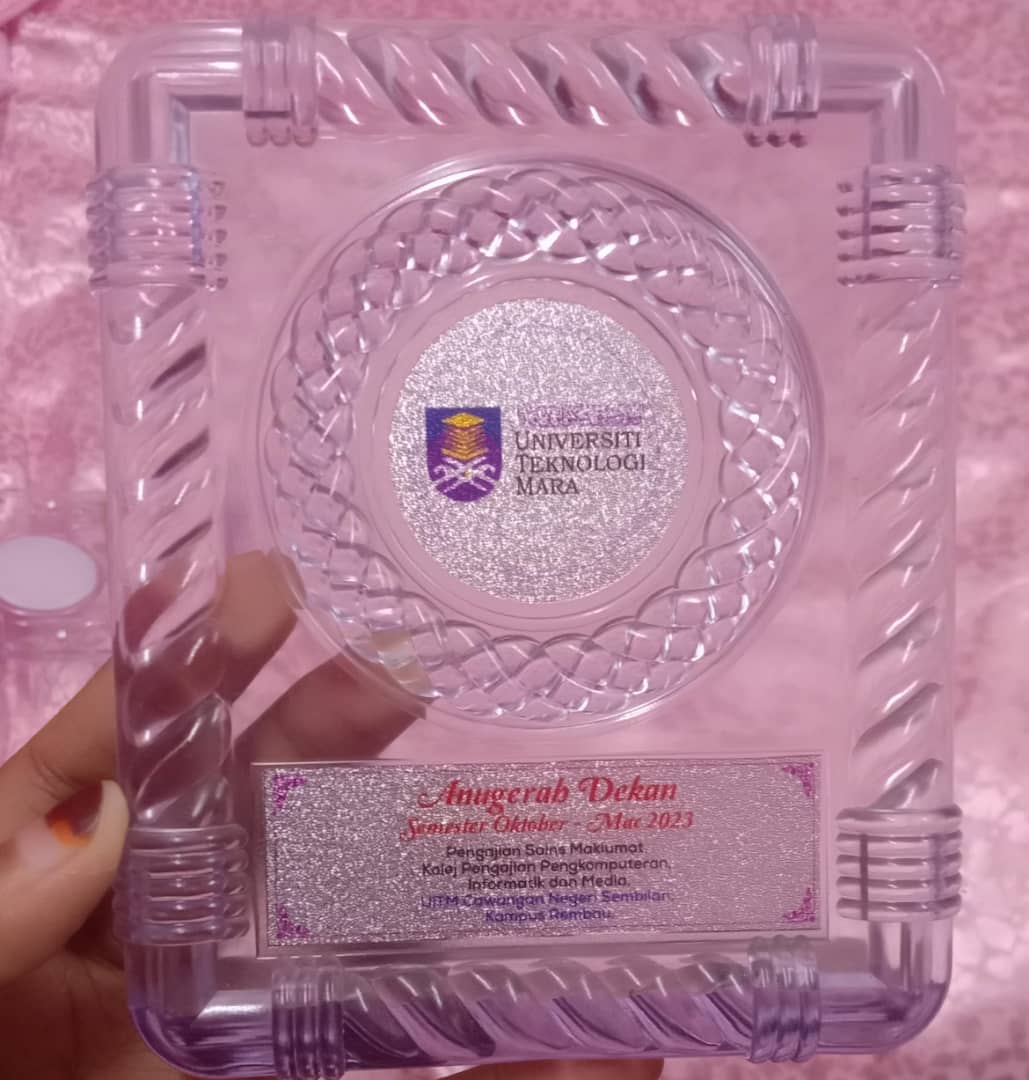 UNIVERSITI
TEKNOLOGI
MARA
Anugerah Dekan
Semester Oktober - Mac 2023
Pengajian Sains Maklumat,
Kolej Pengajian Pengkomputeran,
Informatik dan Media,
UiTM Cawangan Negeri Sembilan,
Kampus Rembau.